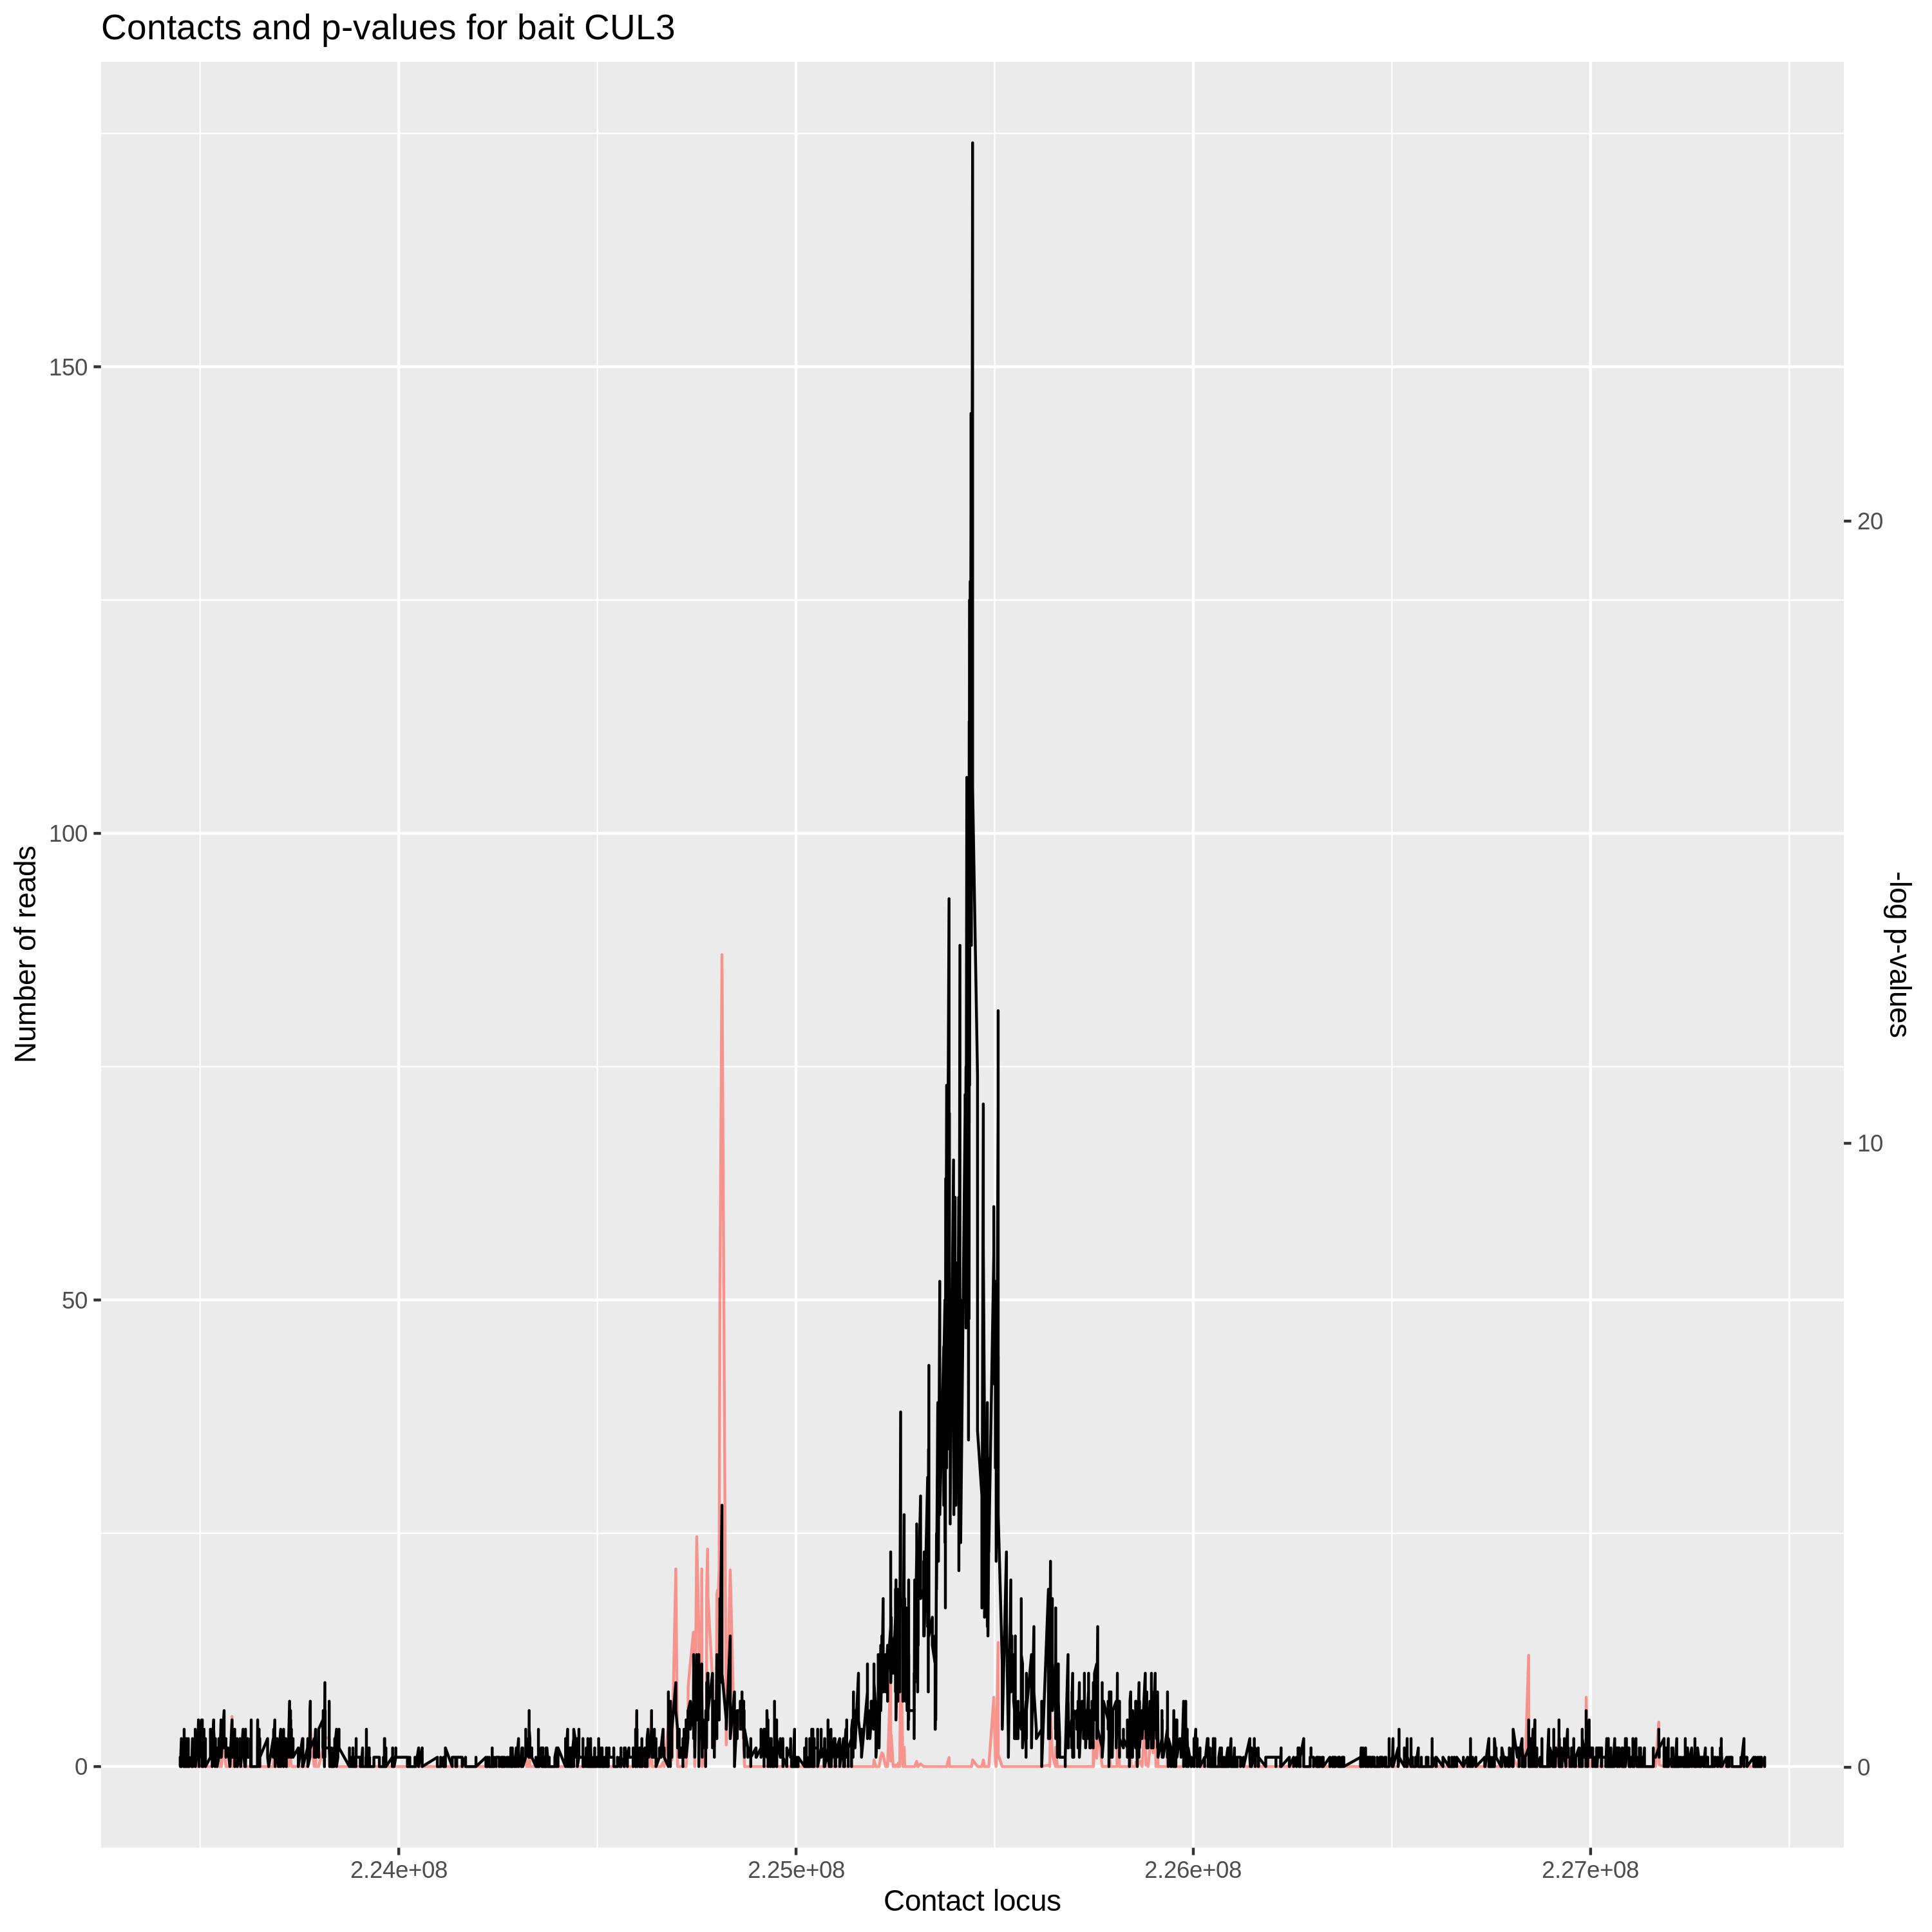 Contacts and p-values for bait CUL3
150
100
50
0
Number of reads
20
10
0
-log p-values
2.24e+08
2.25e+08
2.26e+08
2.27e+08
Contact locus